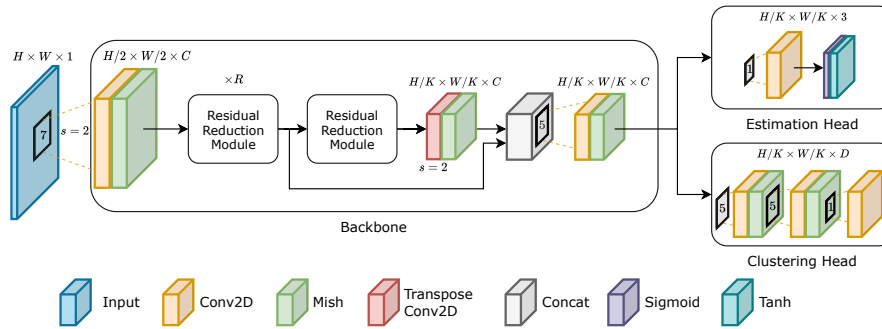 H × W × 1
7
s = 2
H/2 × W/2 × C
×R
Residual
Reduction
Module
Residual
Reduction
Module
H/K × W/K × C
s = 2
5
H/K × W/K × C
Backbone
H/K × W/K × 3
1
Estimation Head
H/K × W/K × D
5
5
1
Clustering Head
Input
Conv2D
Mish
Transpose
Conv2D
Concat
Sigmoid
Tanh